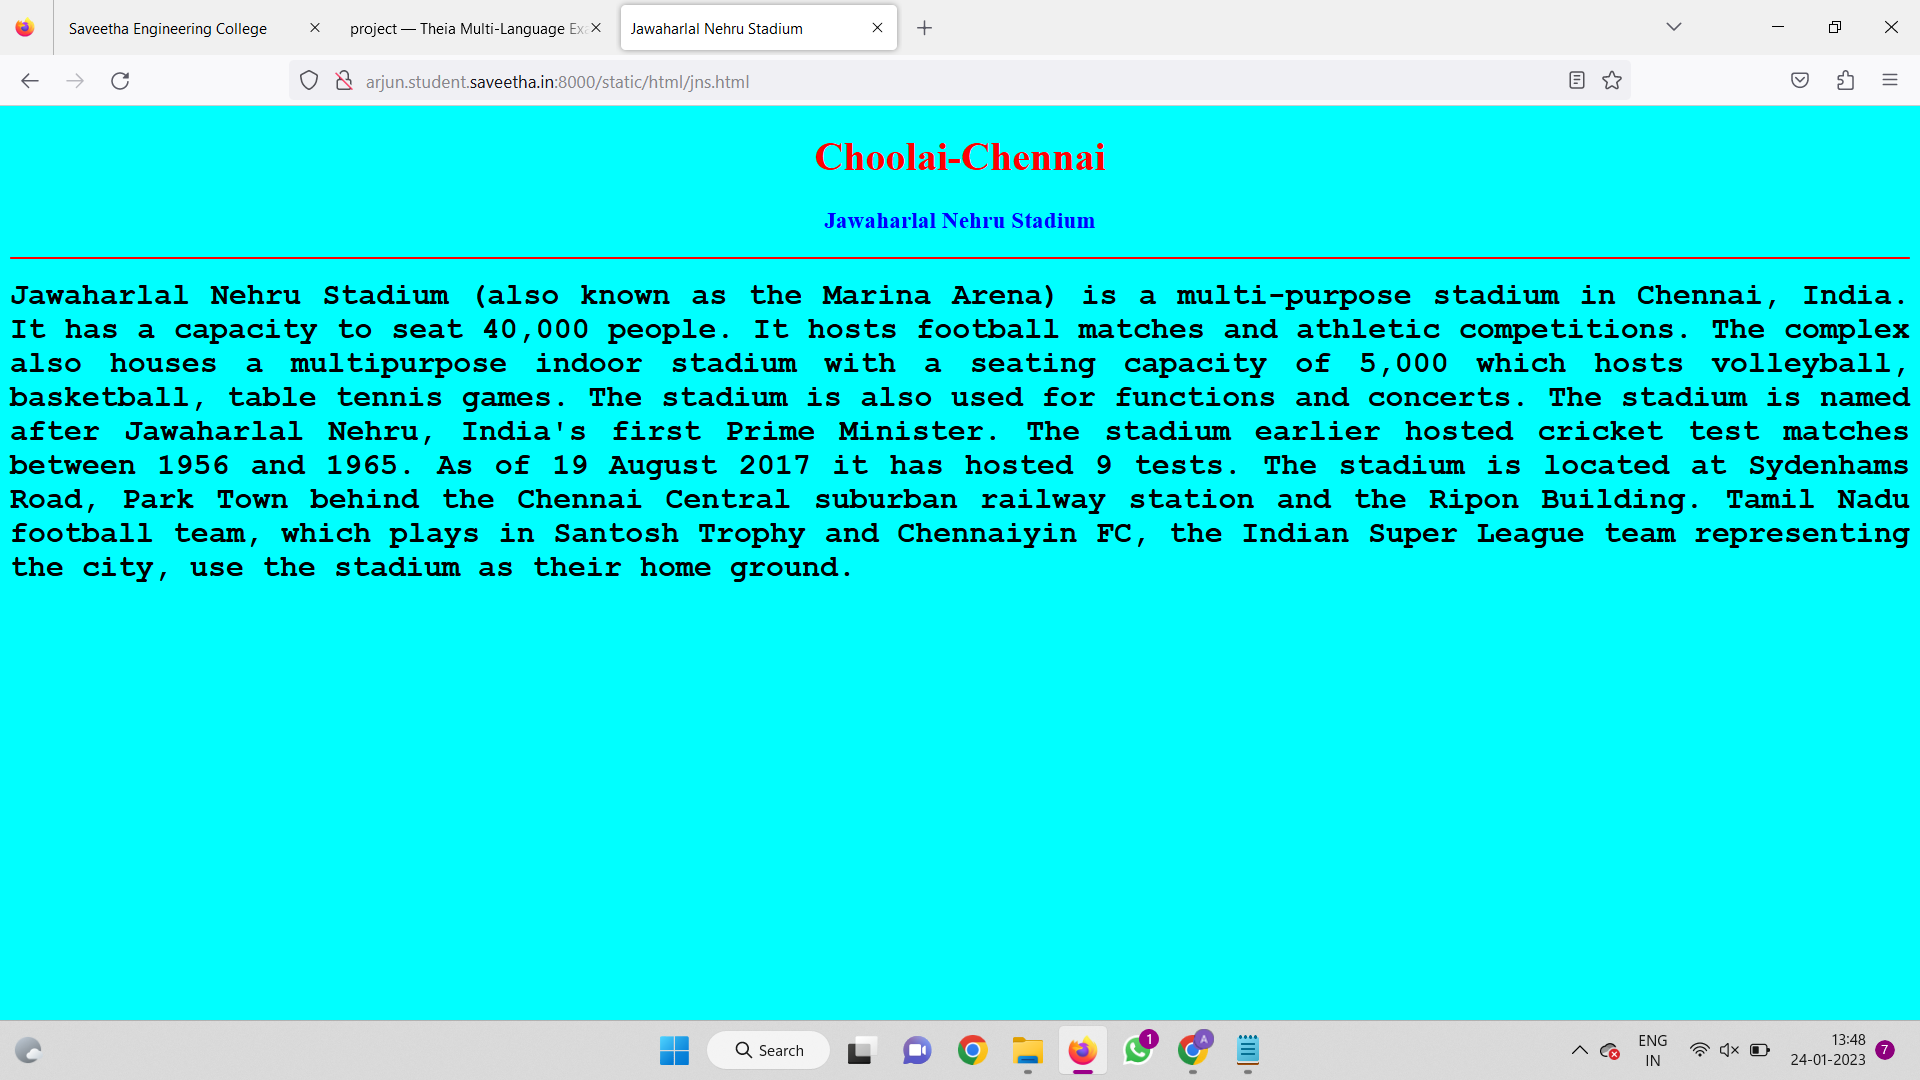 Saveetha Engineering College
project — Theia Multi-Language Exa
Jawaharlal Nehru Stadium
arjun.student.saveetha.in:8000/static/html/jns.html
Choolai-Chennai
Jawaharlal Nehru Stadium
Jawaharlal Nehru Stadium (also known as the Marina Arena) is a multi-purpose stadium in Chennai, India.
It has a capacity to seat 40,000 people. It hosts football matches and athletic competitions. The complex
also houses a multipurpose indoor stadium with a seating capacity of 5,000 which hosts volleyball,
basketball, table tennis games. The stadium is also used for functions and concerts. The stadium is named
after Jawaharlal Nehru, India's first Prime Minister. The stadium earlier hosted cricket test matches
between 1956 and 1965. As of 19 August 2017 it has hosted 9 tests. The stadium is located at Sydenhams
Road, Park Town behind the Chennai Central suburban railway station and the Ripon Building. Tamil Nadu
football team, which plays in Santosh Trophy and Chennaiyin FC, the Indian Super League team representing
the city, use the stadium as their home ground.
Search
1
A
ENG
IN
13:48
24-01-2023
7